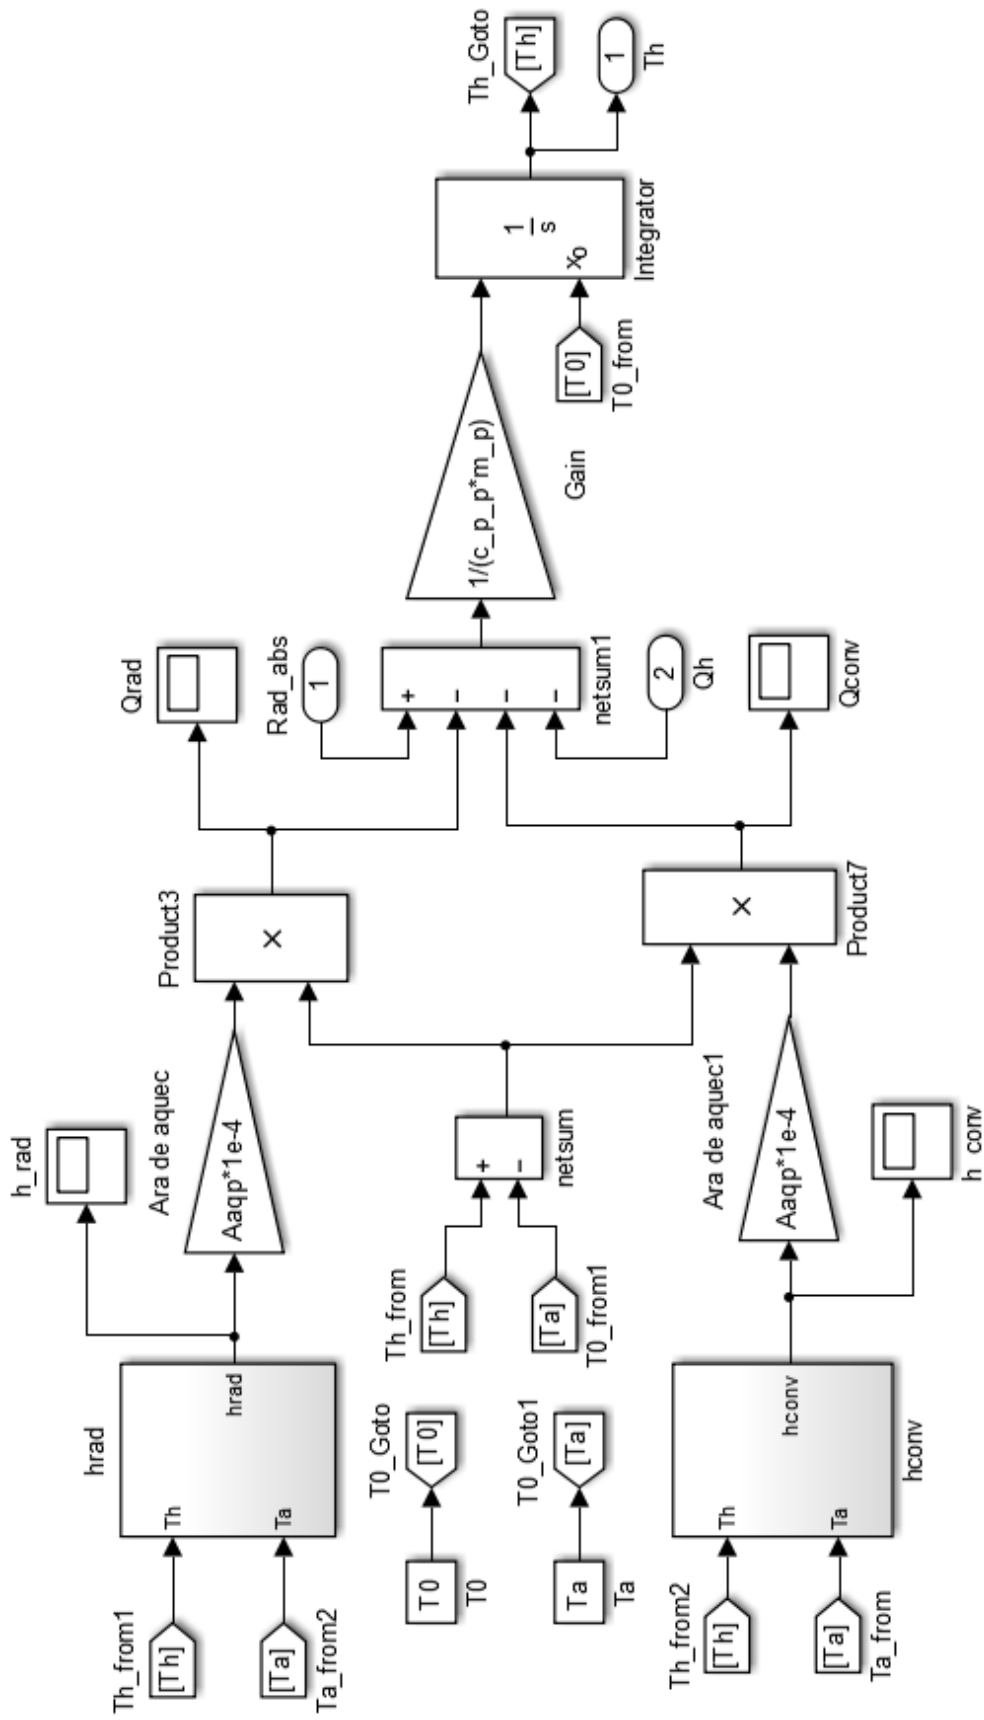 Th_from1
[Th]
Ta_from2
[Ta]
hrad
Th
Ta
hrad
h_rad
Ara de aquec
Aaqp*1e-4
Product3
×
Qrad
T0
T0
T0_Goto
[T0]
Ta
Ta
T0_Goto1
[Ta]
Th_from
[Th]
[Ta]
T0_from1
+
−
netsum
Rad_abs
1
+
−
−
−
netsum1
2
Qh
1/(c_p_p*m_p)
Gain
[T0]
T0_from
1
s
xo
Integrator
Th_Goto
[Th]
1
Th
Th_from2
[Th]
[Ta]
Ta_from
Th
Ta
hconv
hconv
Ara de aquec1
Aaqp*1e-4
h conv
×
Product7
Qconv